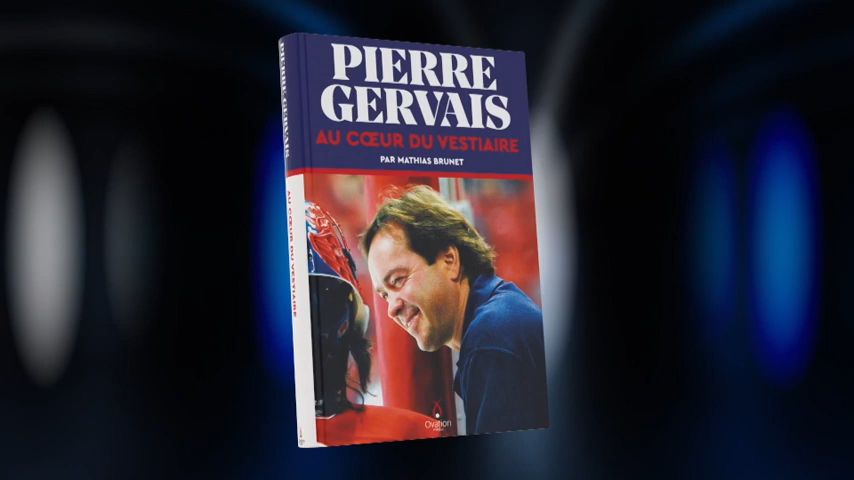 PIERRE
GERVAIS
AU CŒUR DU VESTIAIRE
PAR MATHIAS BRUNET
Ovation
PIERRE GERVAIS
AU CŒUR DU VESTIAIRE